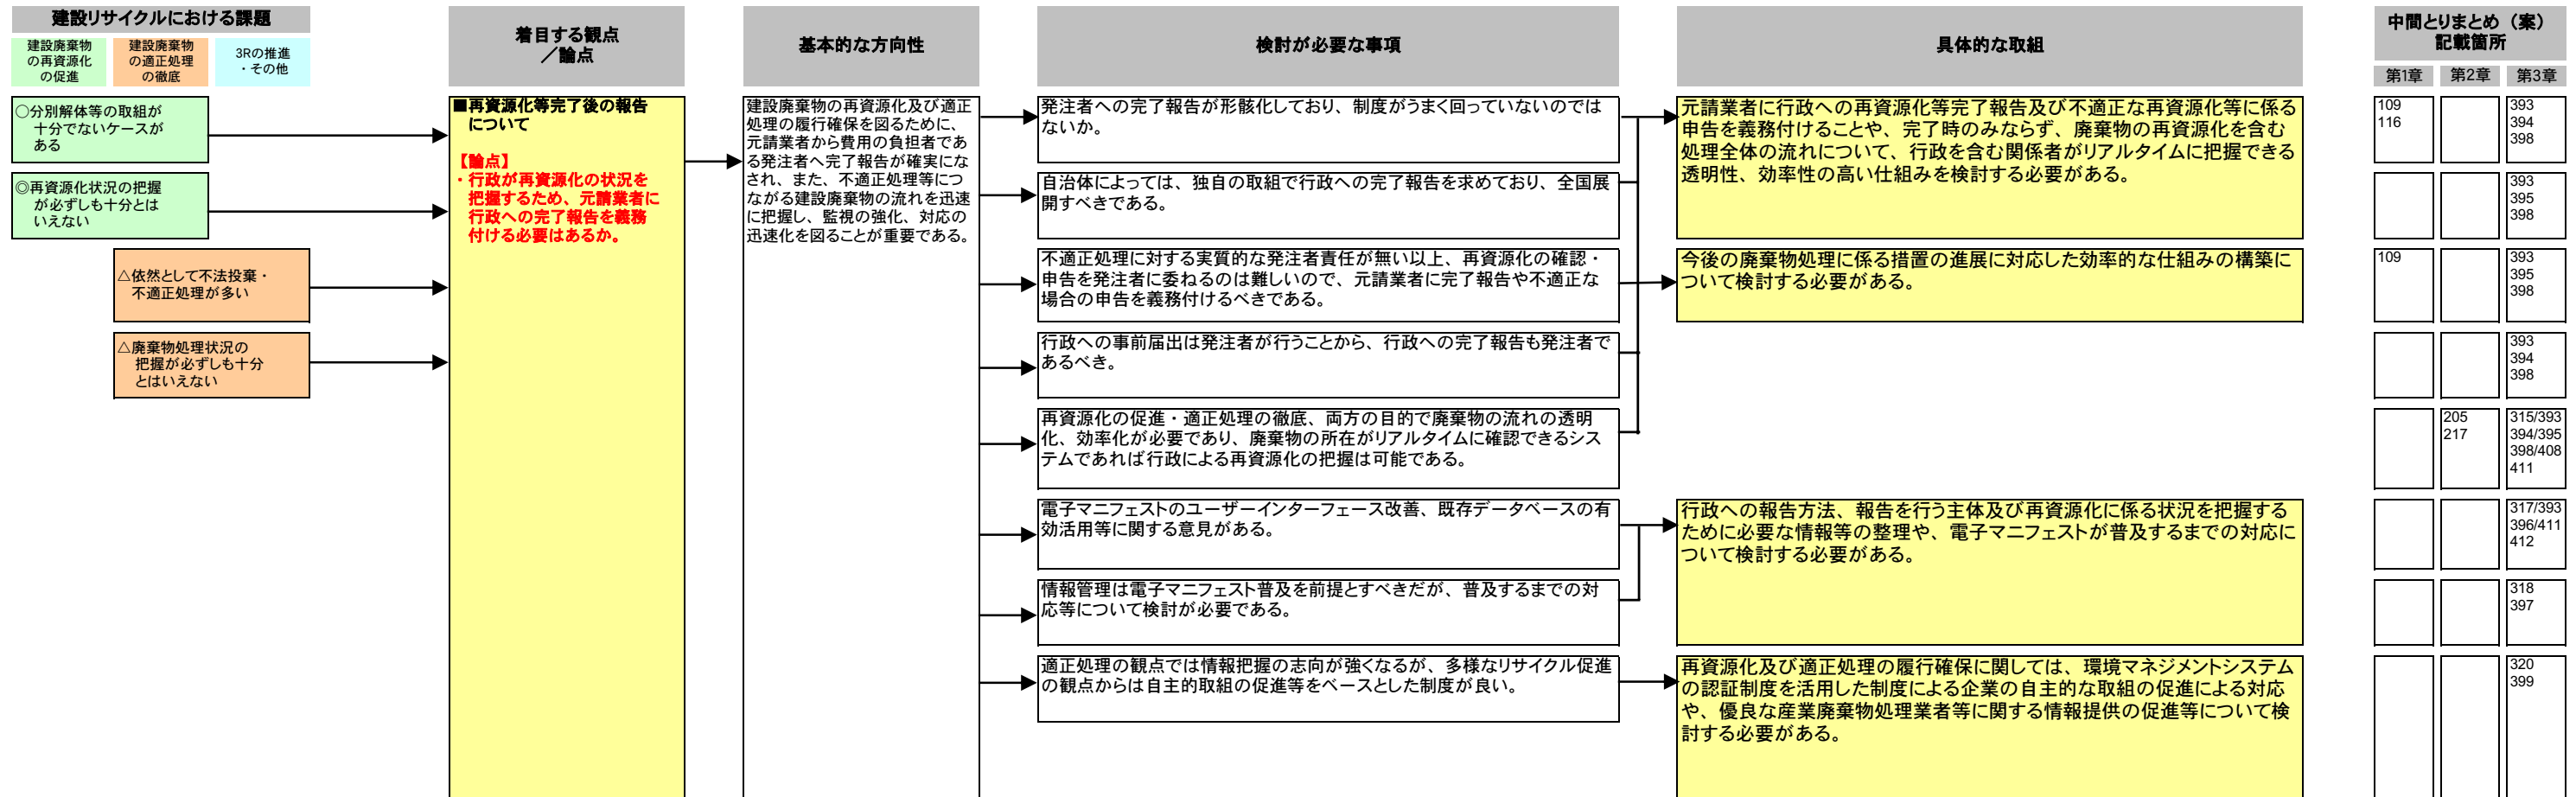 建設リサイクルにおける課題
建設廃棄物
の再資源化
の促進
建設廃棄物
の適正処理
の徹底
3Rの推進
・その他
着目する観点
／論点
基本的な方向性
検討が必要な事項
具体的な取組
中間とりまとめ（案）
記載箇所
第1章
第2章
第3章
○分別解体等の取組が
十分でないケースが
ある
◎再資源化状況の把握
が必ずしも十分とは
いえない
△依然として不法投棄・
不適正処理が多い
△廃棄物処理状況の
把握が必ずしも十分
とはいえない
■再資源化等完了後の報告
について
【論点】
・行政が再資源化の状況を
把握するため、元請業者に
行政への完了報告を義務
付ける必要はあるか。
建設廃棄物の再資源化及び適正
処理の履行確保を図るために、
元請業者から費用の負担者であ
る発注者へ完了報告が確実にな
され、また、不適正処理等につ
ながる建設廃棄物の流れを迅速
に把握し、監視の強化、対応の
迅速化を図ることが重要である。
発注者への完了報告が形骸化しており、制度がうまく回っていないのでは
ないか。
自治体によっては、独自の取組で行政への完了報告を求めており、全国展
開すべきである。
不適正処理に対する実質的な発注者責任が無い以上、再資源化の確認・
申告を発注者に委ねるのは難しいので、元請業者に完了報告や不適正な
場合の申告を義務付けるべきである。
行政への事前届出は発注者が行うことから、行政への完了報告も発注者で
あるべき。
再資源化の促進・適正処理の徹底、両方の目的で廃棄物の流れの透明
化、効率化が必要であり、廃棄物の所在がリアルタイムに確認できるシス
テムであれば行政による再資源化の把握は可能である。
電子マニフェストのユーザーインターフェース改善、既存データベースの有
効活用等に関する意見がある。
情報管理は電子マニフェスト普及を前提とすべきだが、普及するまでの対
応等について検討が必要である。
適正処理の観点では情報把握の志向が強くなるが、多様なリサイクル促進
の観点からは自主的取組の促進等をベースとした制度が良い。
元請業者に行政への再資源化等完了報告及び不適正な再資源化等に係る
申告を義務付けることや、完了時のみならず、廃棄物の再資源化を含む
処理全体の流れについて、行政を含む関係者がリアルタイムに把握できる
透明性、効率性の高い仕組みを検討する必要がある。
今後の廃棄物処理に係る措置の進展に対応した効率的な仕組みの構築に
ついて検討する必要がある。
行政への報告方法、報告を行う主体及び再資源化に係る状況を把握する
ために必要な情報等の整理や、電子マニフェストが普及するまでの対応に
ついて検討する必要がある。
再資源化及び適正処理の履行確保に関しては、環境マネジメントシステム
の認証制度を活用した制度による企業の自主的な取組の促進による対応
や、優良な産業廃棄物処理業者等に関する情報提供の促進等について検
討する必要がある。
109
116
393
394
398
393
395
398
109
393
395
398
393
394
398
205
217
315/393
394/395
398/408
411
317/393
396/411
412
318
397
320
399